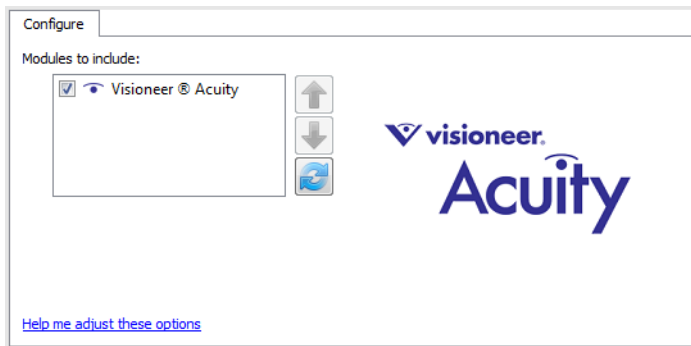 Configure
Modules to include:
Visioneer ® Acuity
visioneer.
Acuity
Help me adjust these options